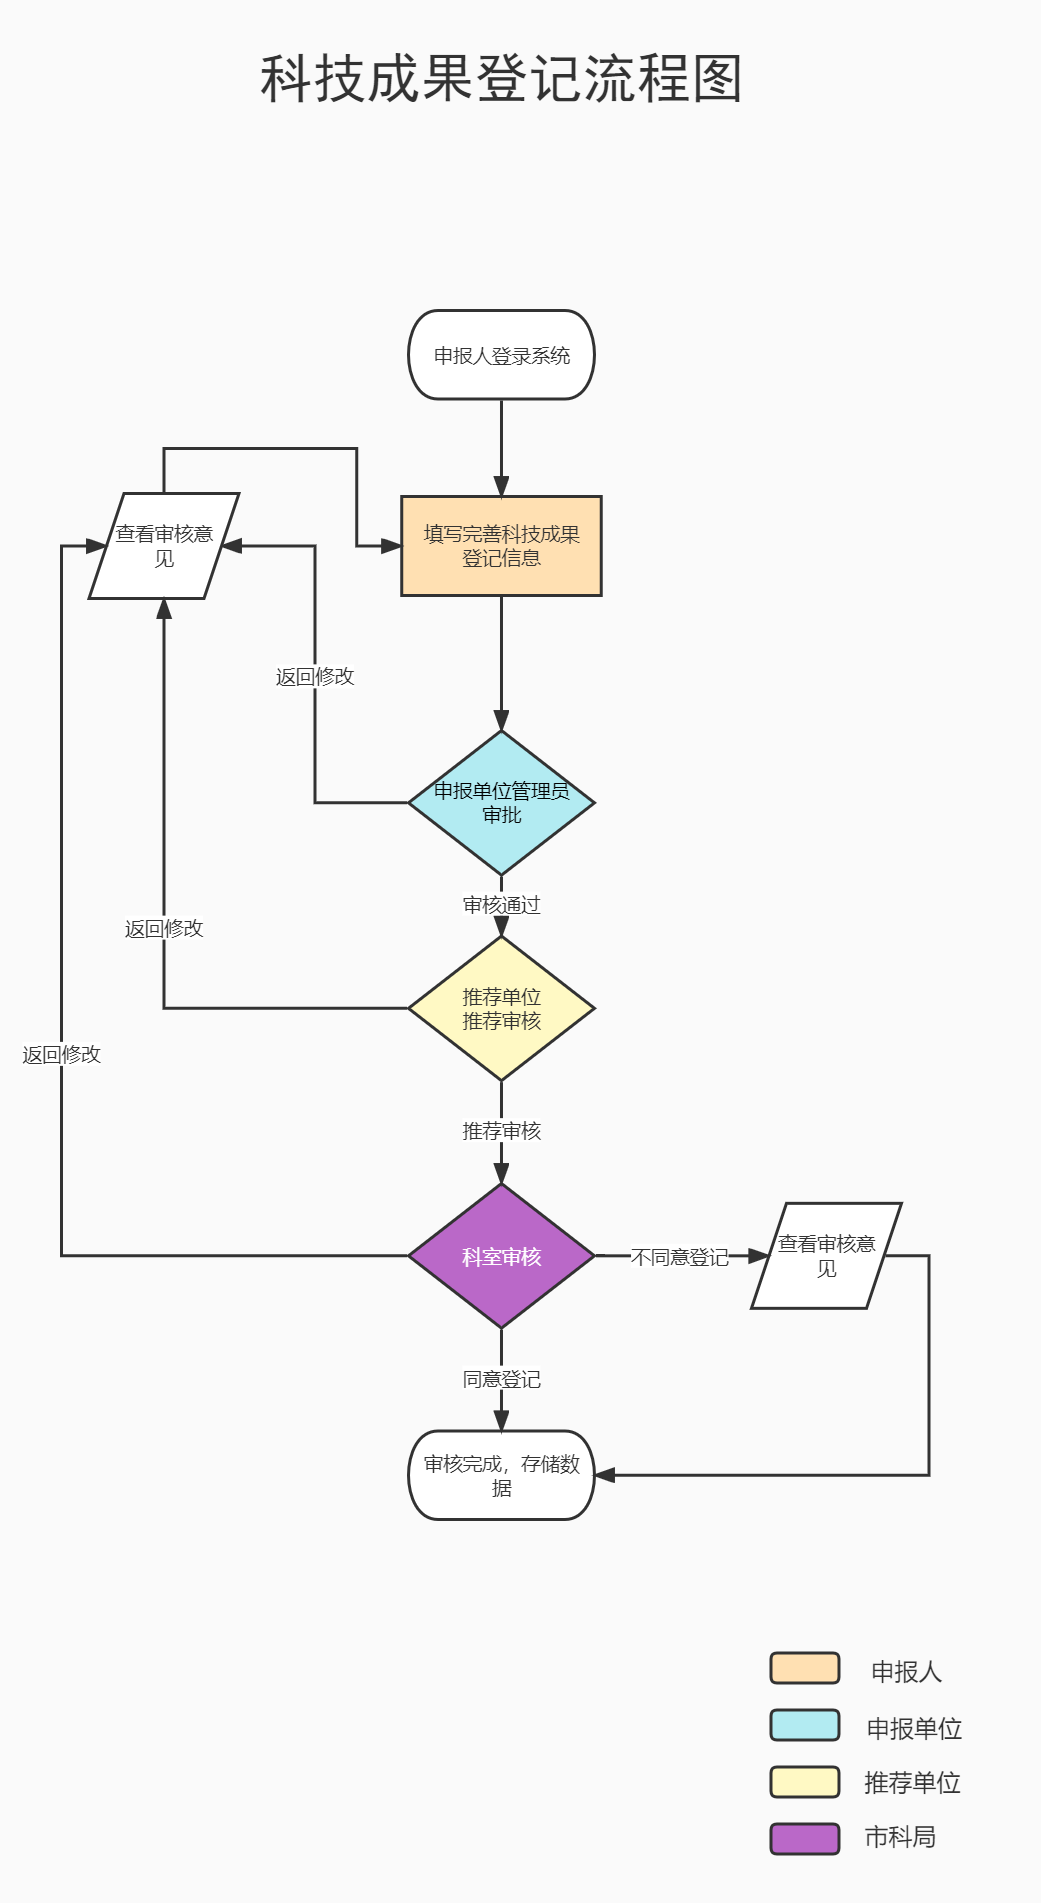 科技成果登记流程图
申报人登录系统
查看审核意
见
填写完善科技成果
登记信息
返回修改
申报单位管理员
审批
审核通过
返回修改
推荐单位
推荐审核
返回修改
推荐审核
科室审核
不同意登记
查看审核意
见
同意登记
审核完成，存储数
据
申报人
申报单位
推荐单位
市科局